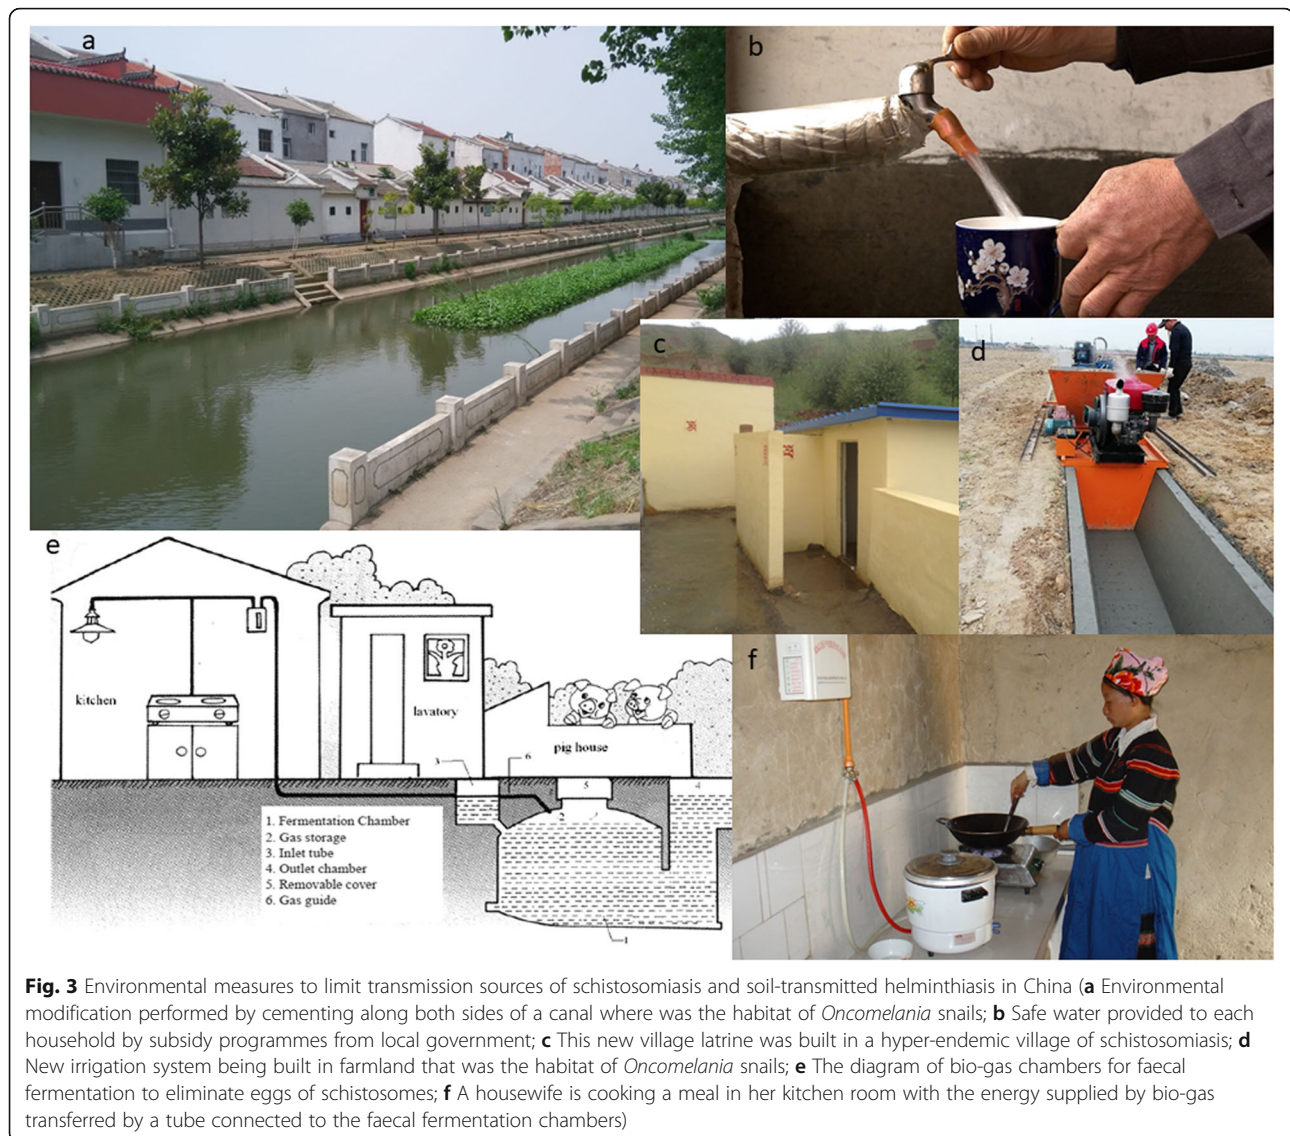 a
b
c
d
e
kitchen
lavatory
pig house
3
6
5
4
2
1
1. Fermentation Chamber
2. Gas storage
3. Inlet tube
4. Outlet chamber
5. Removable cover
6. Gas guide
f
Fig. 3 Environmental measures to limit transmission sources of schistosomiasis and soil-transmitted helminthiasis in China (a Environmental
modification performed by cementing along both sides of a canal where was the habitat of Oncomelania snails; b Safe water provided to each
household by subsidy programmes from local government; c This new village latrine was built in a hyper-endemic village of schistosomiasis; d
New irrigation system being built in farmland that was the habitat of Oncomelania snails; e The diagram of bio-gas chambers for faecal
fermentation to eliminate eggs of schistosomes; f A housewife is cooking a meal in her kitchen room with the energy supplied by bio-gas
transferred by a tube connected to the faecal fermentation chambers)